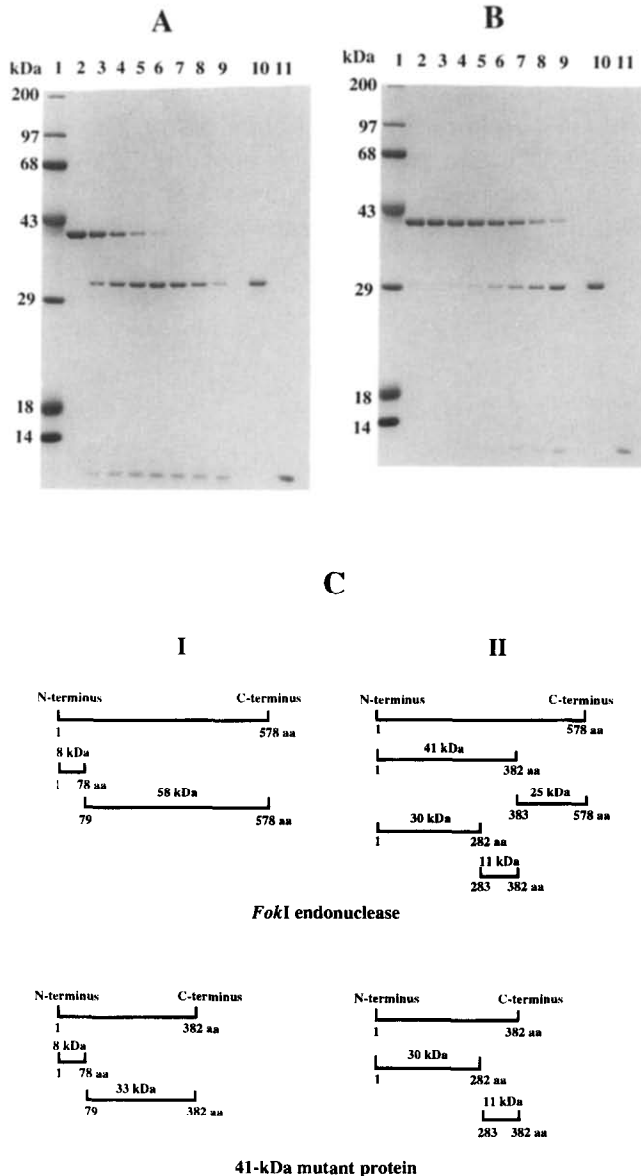 A
kDa 1 2 3 4 5 6 7 8 9 10 11
200
97
68
43
29
18
14
B
kDa 1 2 3 4 5 6 7 8 9 10 11
200
97
68
43
29
18
14
C
I
N-terminus C-terminus
1 578 aa
8 kDa
1 78 aa
58 kDa
79 578 aa
II
N-terminus C-terminus
1 578 aa
41 kDa
1 382 aa
25 kDa
383 578 aa
30 kDa
1 282 aa
11 kDa
283 382 aa
FokI endonuclease
N-terminus C-terminus
1 382 aa
8 kDa
1 78 aa
33 kDa
79 382 aa
N-terminus C-terminus
1 382 aa
30 kDa
1 282 aa
11 kDa
283 382 aa
41-kDa mutant protein